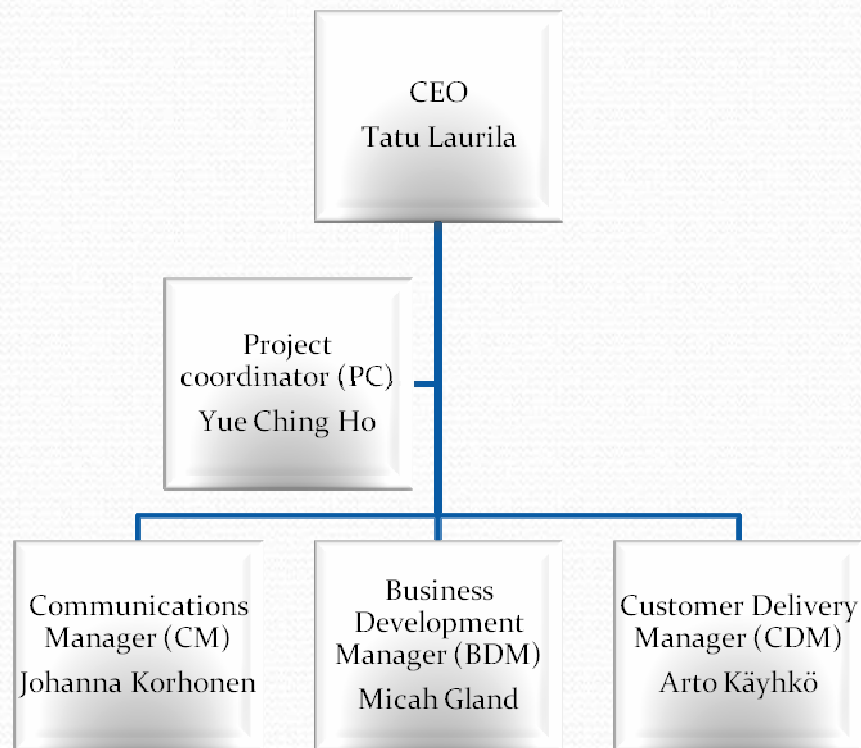 CEO
Tatu Laurila
Project
coordinator (PC)
Yue Ching Ho
Communications
Manager (CM)
Johanna Korhonen
Business
Development
Manager (BDM)
Micah Gland
Customer Delivery
Manager (CDM)
Arto Käyhkö